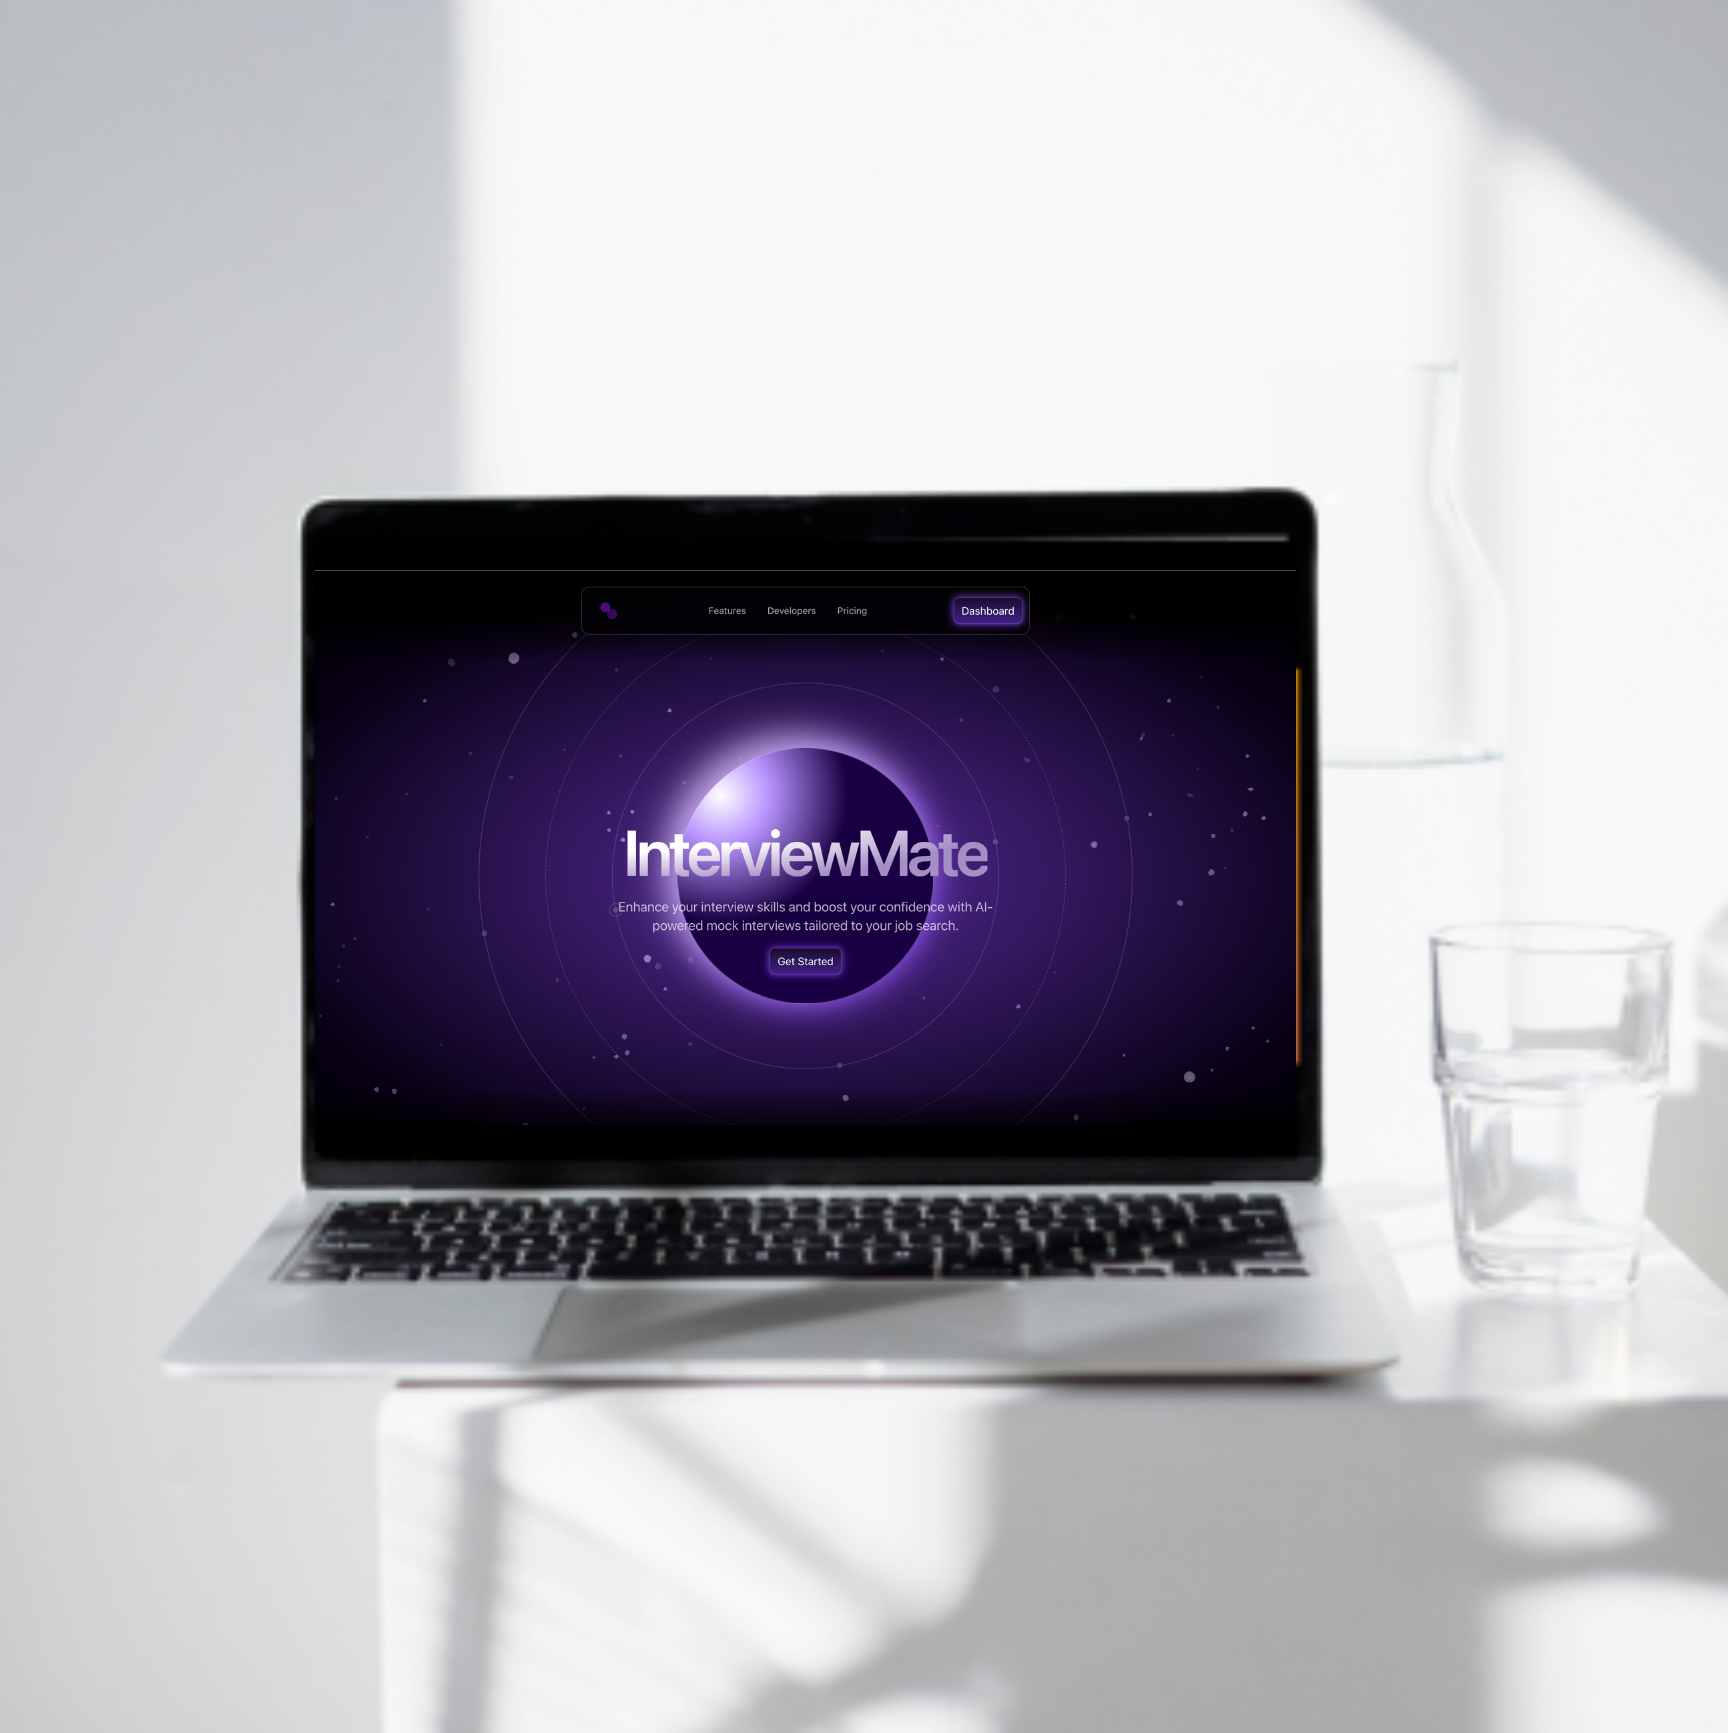 Features Developers Pricing Dashboard
InterviewMate
Enhance your interview skills and boost your confidence with AI-
powered mock interviews tailored to your job search.
Get Started